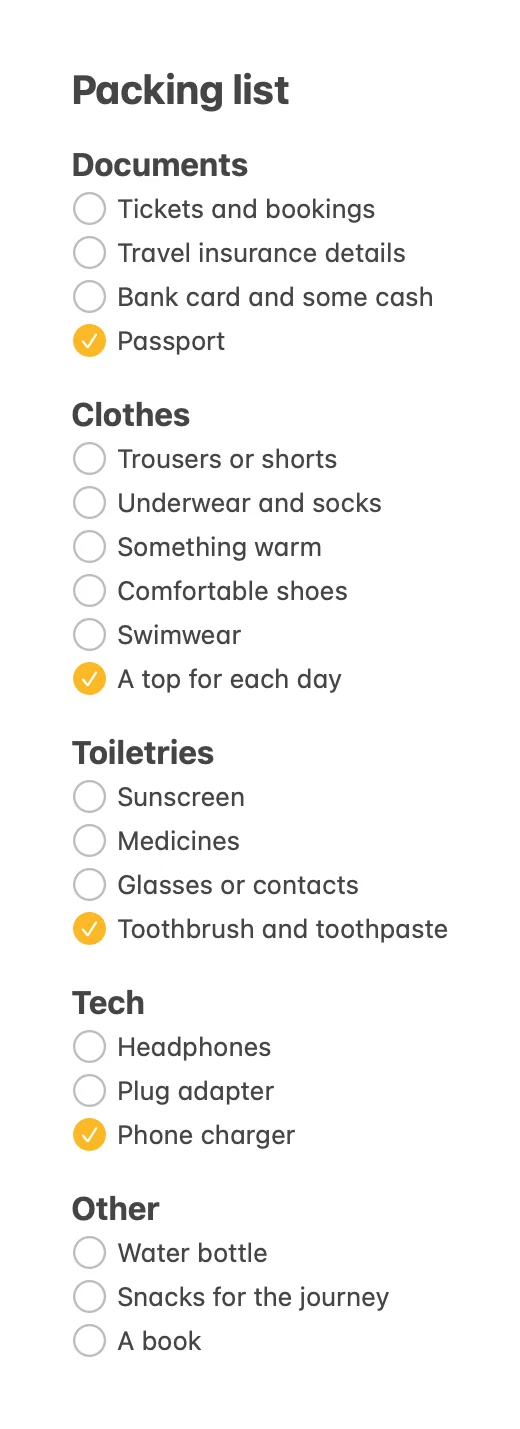 Packing list
Documents
Tickets and bookings
Travel insurance details
Bank card and some cash
Passport
Clothes
Trousers or shorts
Underwear and socks
Something warm
Comfortable shoes
Swimwear
A top for each day
Toiletries
Sunscreen
Medicines
Glasses or contacts
Toothbrush and toothpaste
Tech
Headphones
Plug adapter
Phone charger
Other
Water bottle
Snacks for the journey
A book